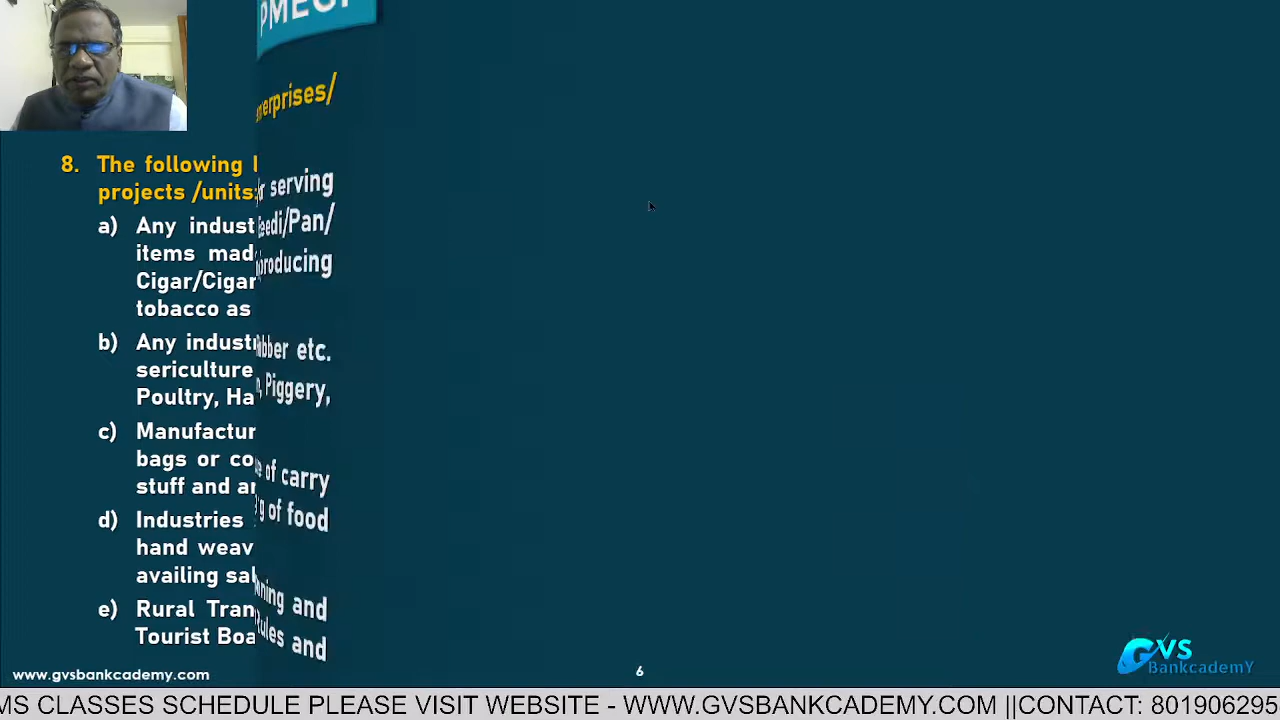 PMEGP
erprises/
8. The following
projects /units:
serving
a) Any indust
Beedi/Pan/
items mad
producing
Cigar/Cigar
tobacco as
b) Any indust
etc.
sericulture
Piggery,
Poultry, Ha
c) Manufactur
of carry
bags or co
of food
stuff and an
d) Industries
hand weav
ning and
availing sal
Rules and
e) Rural Tran
Tourist Boa
www.gvsbankcademy.com
6
GVS
BankcademY
MS CLASSES SCHEDULE PLEASE VISIT WEBSITE - WWW.GVSBANKCADEMY.COM ||CONTACT: 801906295